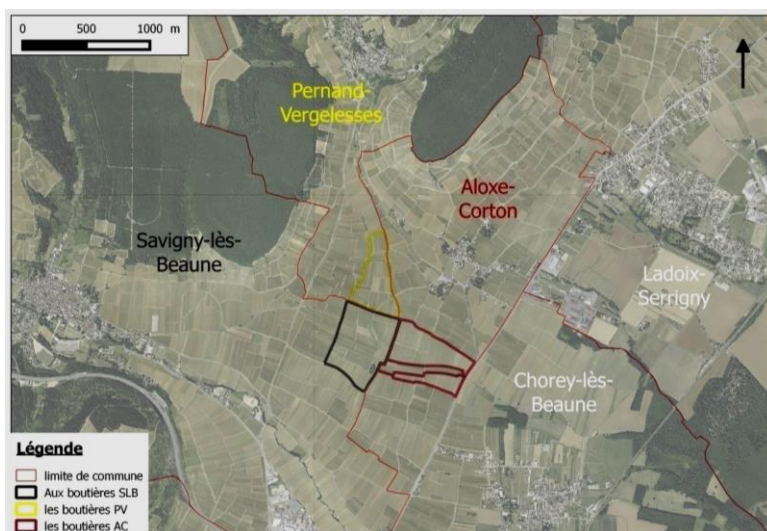 0 500 1000 m
Pernand-
Vergelesses
Aloxe-
Corton
Savigny-lès-
Beaune
Ladoix-
Serrigny
Chorey-lès-
Beaune
Légende
limite de commune
Aux boutières SLB
les boutières PV
les boutières AC